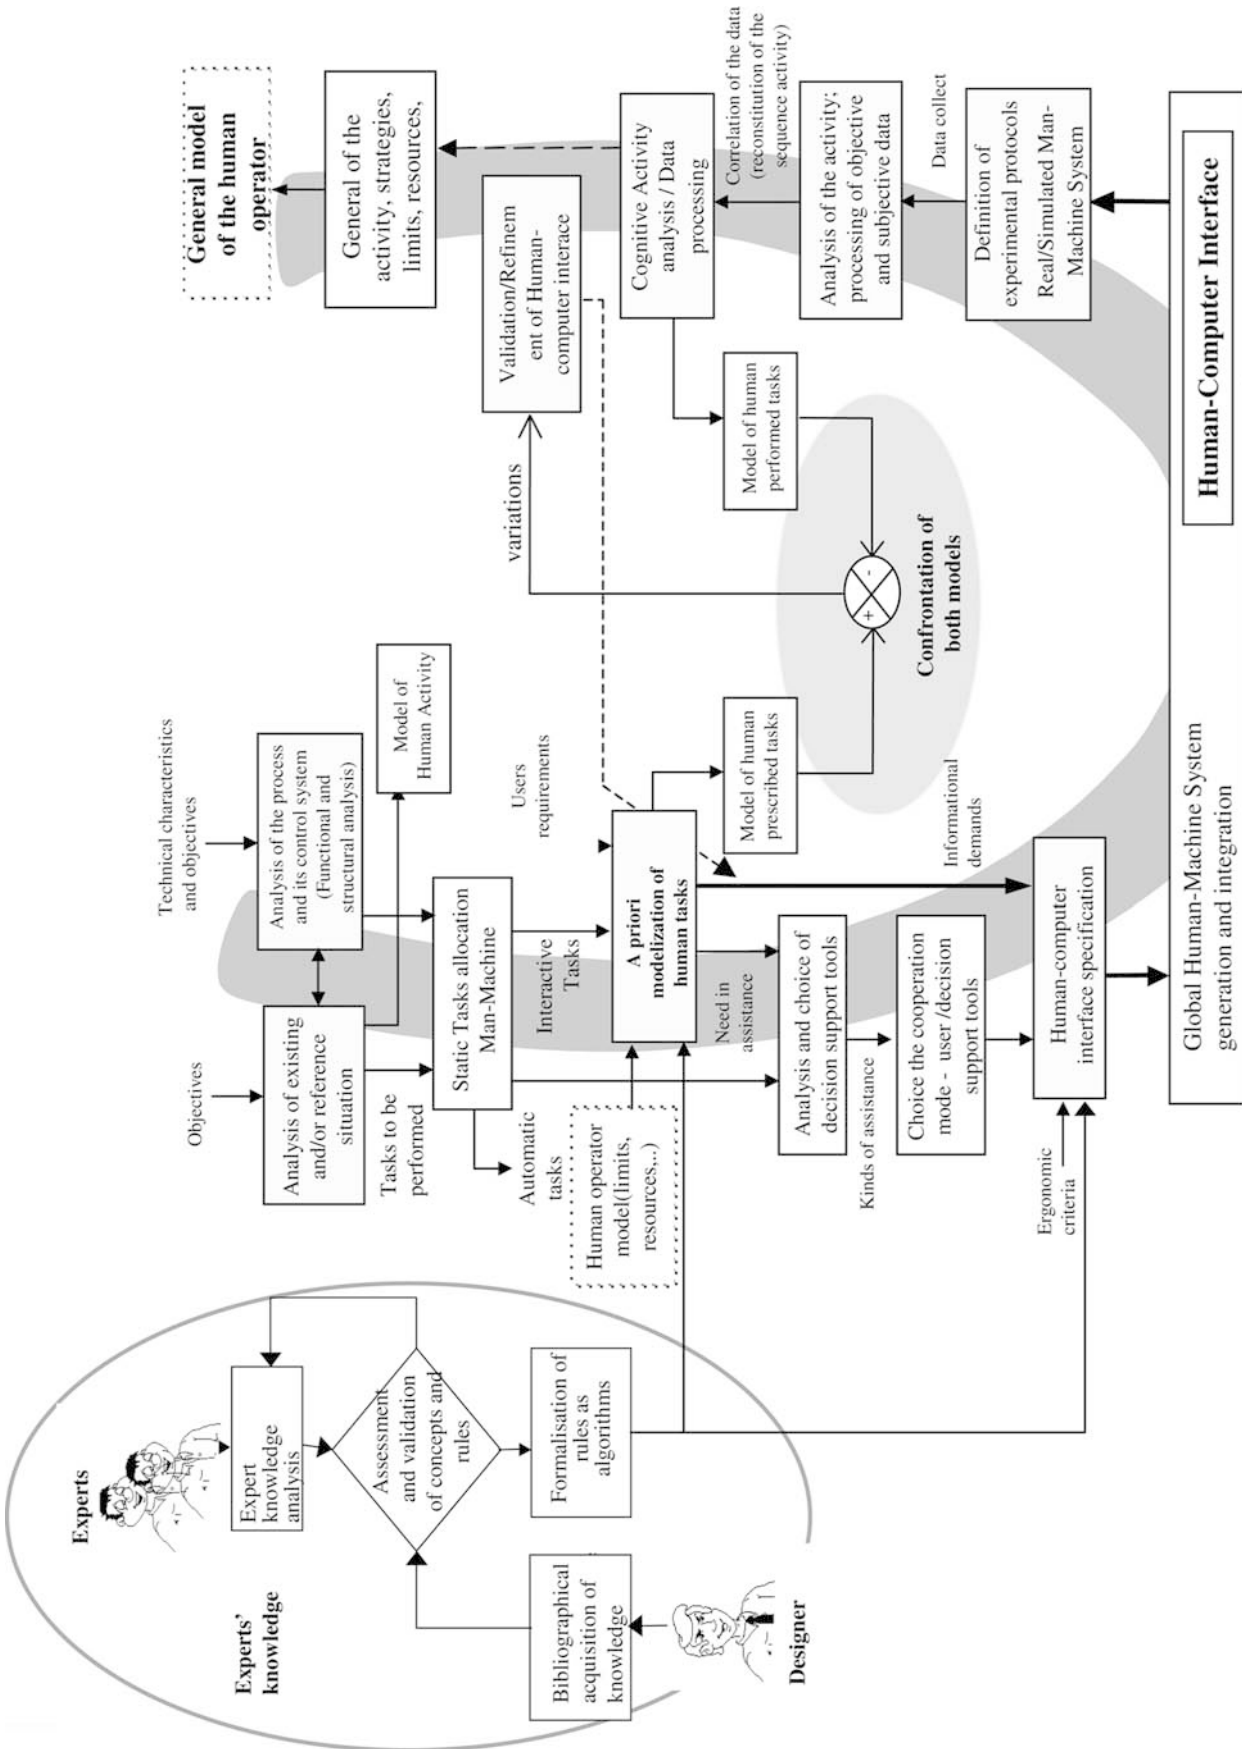 Experts
Experts'
knowledge
Expert
knowledge
analysis
Assessment
and validation
of concepts and
rules
Formalisation of
rules as
algorithms
Bibliographical
acquisition of
knowledge
Designer
Objectives
Analysis of existing
and/or reference
situation
Technical characteristics
and objectives
Analysis of the process
and its control system
(Functional and
structural analysis)
Model of
Human Activity
Tasks to be
performed
Static Tasks allocation
Man-Machine
Automatic
tasks
Interactive
Tasks
Users
requirements
Human operator
model(limits,
resources,..)
A priori
modelization of
human tasks
Need in
assistance
Model of human
prescribed tasks
Analysis and choice of
decision support tools
Kinds of assistance
Choice the cooperation
mode - user /decision
support tools
Informational
demands
Ergonomic
criteria
Human-computer
interface specification
Global Human-Machine System
generation and integration
Human-Computer Interface
General model
of the human
operator
General of the
activity, strategies,
limits, resources,
Validation/Refinem
ent of Human-
computer interace
variations
Cognitive Activity
analysis / Data
processing
Model of human
performed tasks
+
-
Confrontation of
both models
Correlation of the data
(reconstitution of the
sequence activity)
Analysis of the activity;
processing of objective
and subjective data
Data collect
Definition of
experimental protocols
Real/Simulated Man-
Machine System